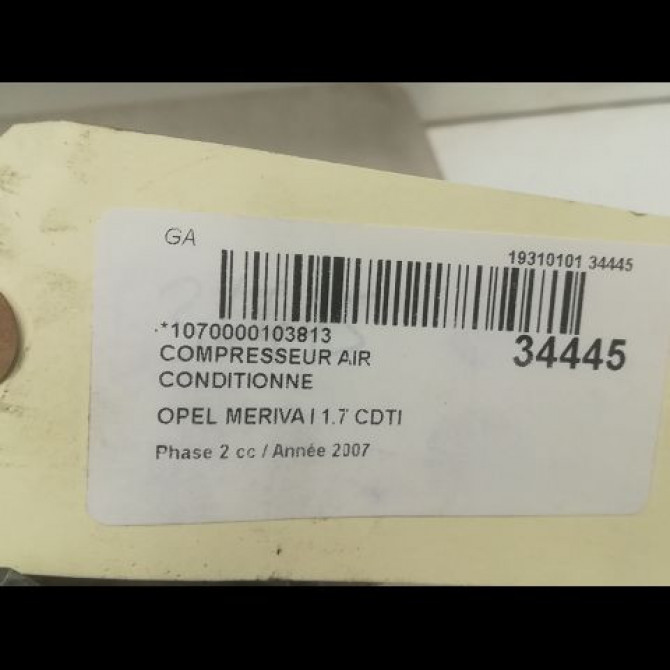 GA
19310101 34445
.*1070000103813
34445
COMPRESSEUR AIR
CONDITIONNE
OPEL MERIVA I 1.7 CDTI
Phase 2 cc / Année 2007